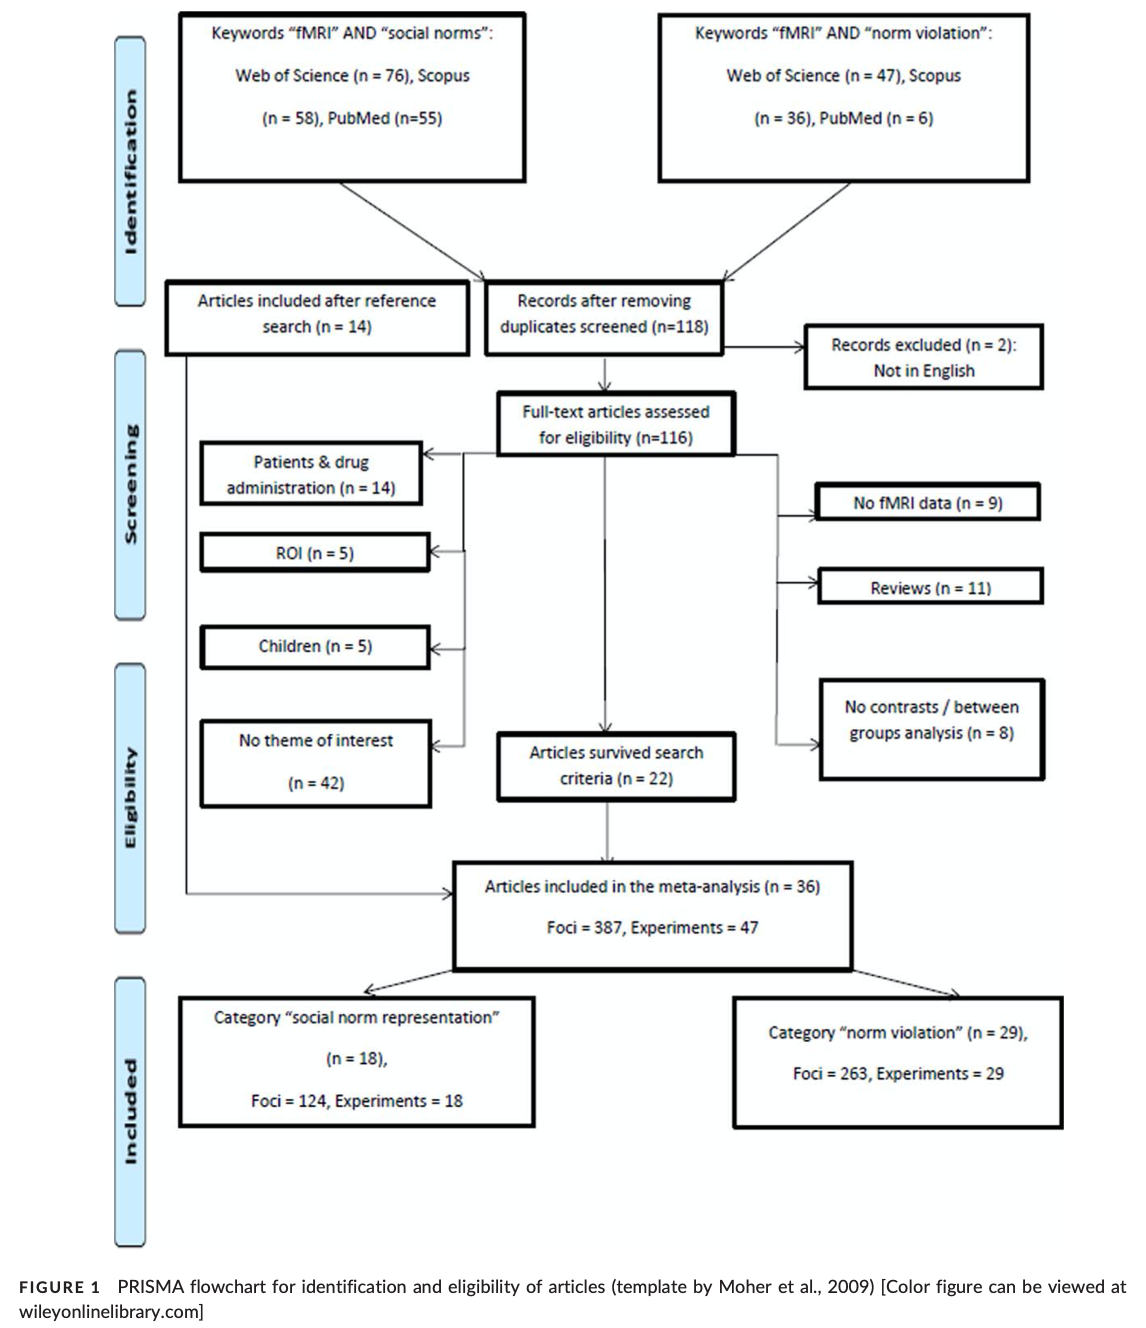 Keywords “fMRI” AND “social norms”:
Web of Science (n = 76), Scopus
(n = 58), PubMed (n=55)
Keywords “fMRI” AND “norm violation”:
Web of Science (n = 47), Scopus
(n = 36), PubMed (n = 6)
Identification
Articles included after reference
search (n = 14)
Records after removing
duplicates screened (n=118)
Records excluded (n = 2):
Not in English
Screening
Full-text articles assessed
for eligibility (n=116)
Patients & drug
administration (n = 14)
ROI (n = 5)
Children (n = 5)
No theme of interest
(n = 42)
No fMRI data (n = 9)
Reviews (n = 11)
No contrasts / between
groups analysis (n = 8)
Eligibility
Articles survived search
criteria (n = 22)
Articles included in the meta-analysis (n = 36)
Foci = 387, Experiments = 47
Included
Category “social norm representation”
(n = 18),
Foci = 124, Experiments = 18
Category “norm violation” (n = 29),
Foci = 263, Experiments = 29
FIGURE 1 PRISMA flowchart for identification and eligibility of articles (template by Moher et al., 2009) [Color figure can be viewed at
wileyonlinelibrary.com]